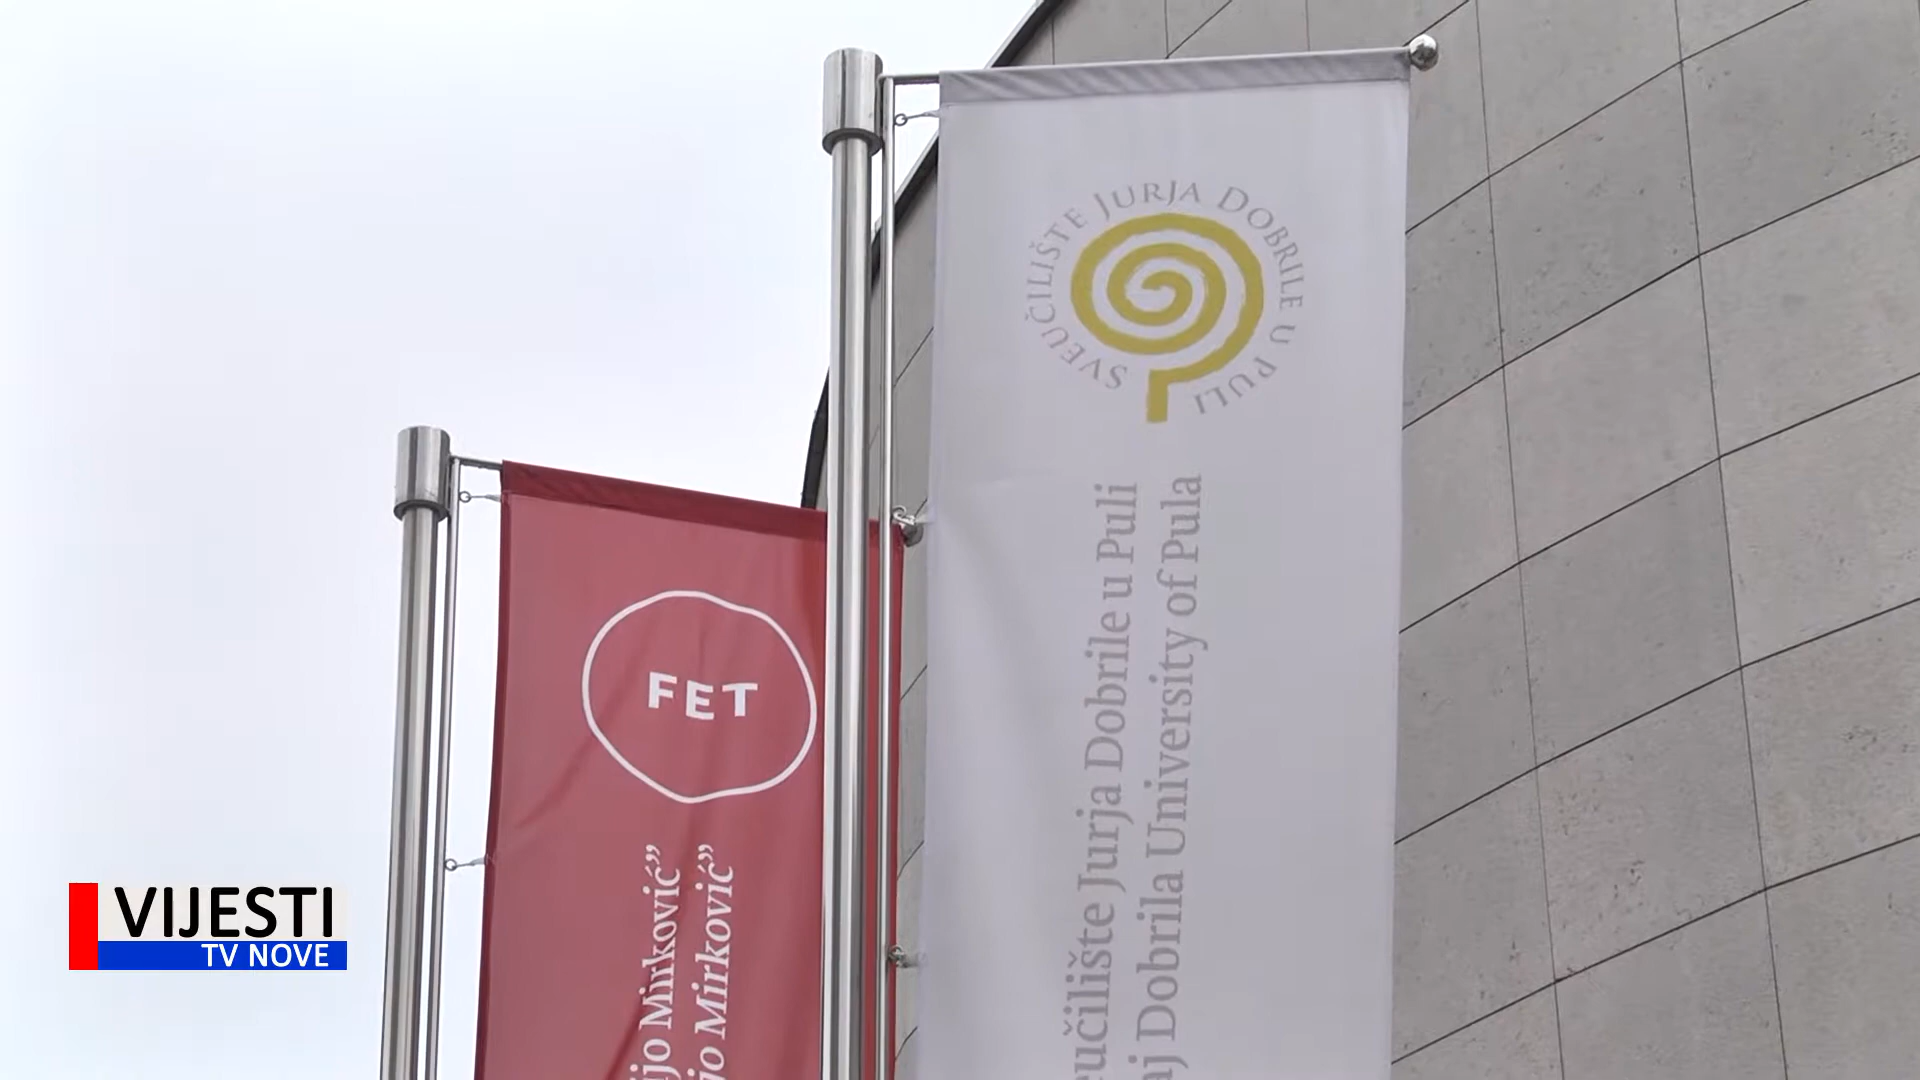 SVEUČILIŠTE JURJA DOBRILE U PULI
eučilište Jurja Dobrile u Puli
aj Dobrila University of Pula
FET
ijo Mirković”
ijo Mirković”
VIJESTI
TV NOVE